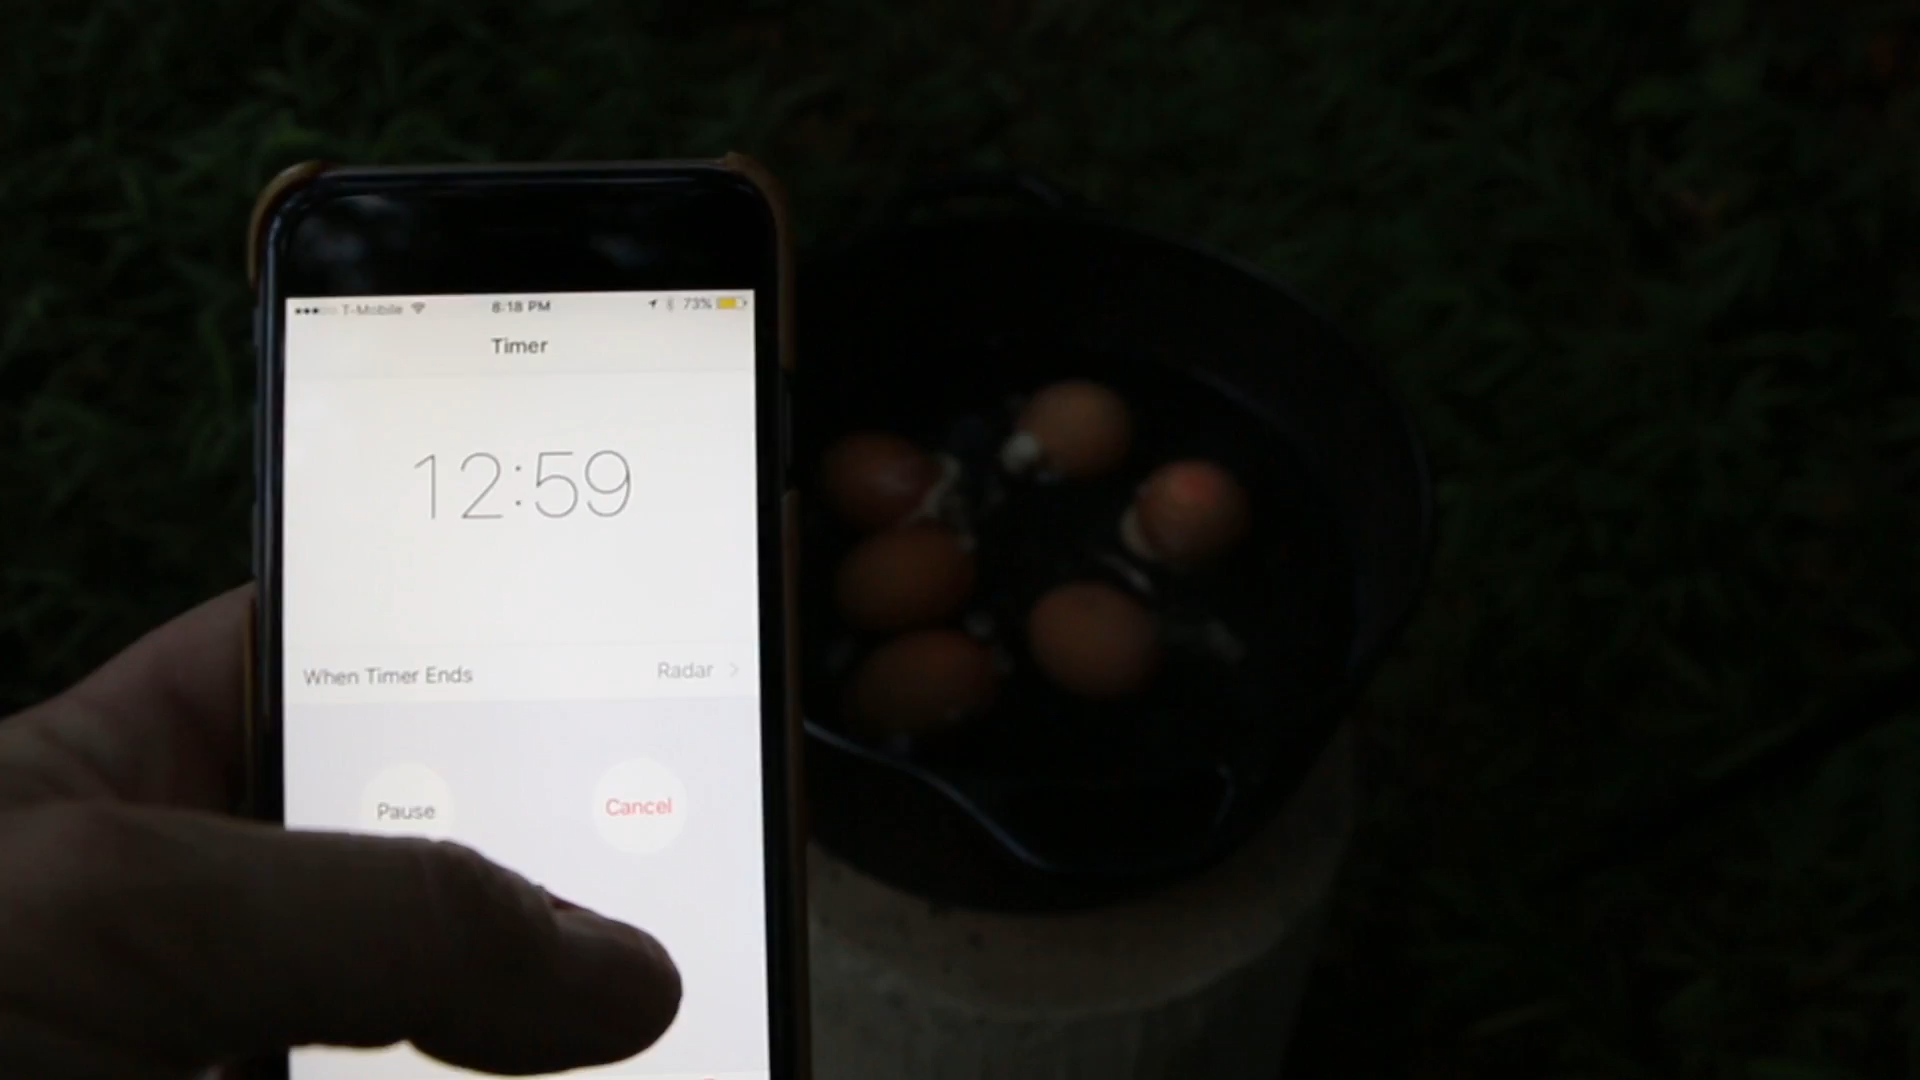 T-Mobile 8:18 PM 73%
Timer
12:59
When Timer Ends Radar
Pause Cancel